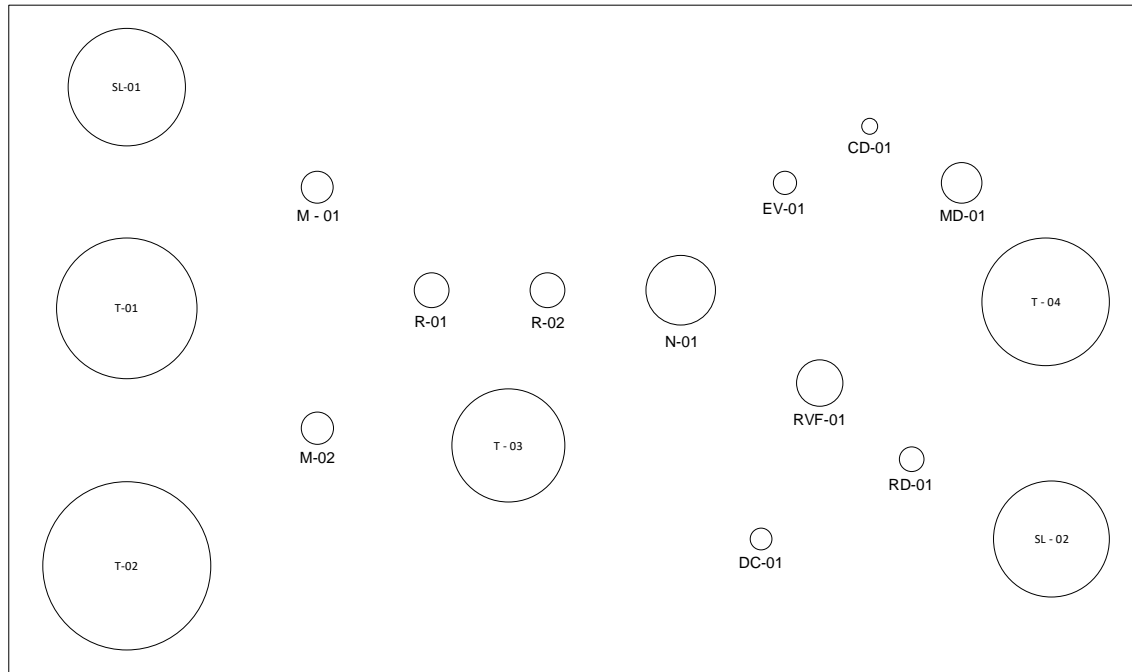 SL-01
CD-01
M - 01
EV-01
MD-01
T-01
R-01
R-02
N-01
T - 04
RVF-01
M-02
T - 03
RD-01
T-02
DC-01
SL - 02